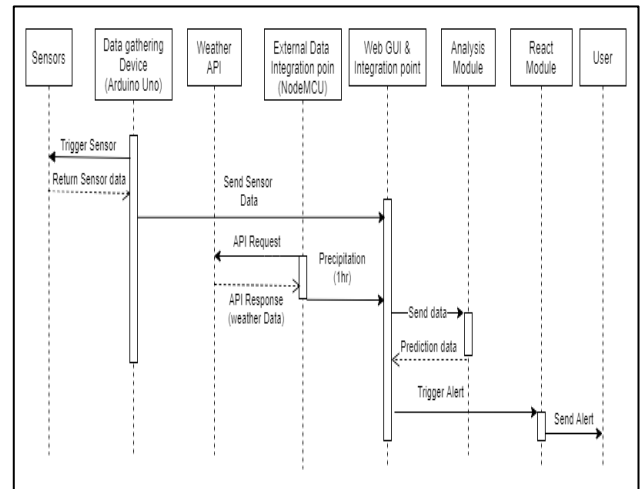 Sensors
Data gathering
Device
(Arduino Uno)
Weather
API
External Data
Integration poin
(NodeMCU)
Web GUI &
Integration point
Analysis
Module
React
Module
User
Trigger Sensor
Return Sensor data
Send Sensor
Data
API Request
Precipitation
(1hr)
API Response
(weather Data)
Send data
Prediction data
Trigger Alert
Send Alert